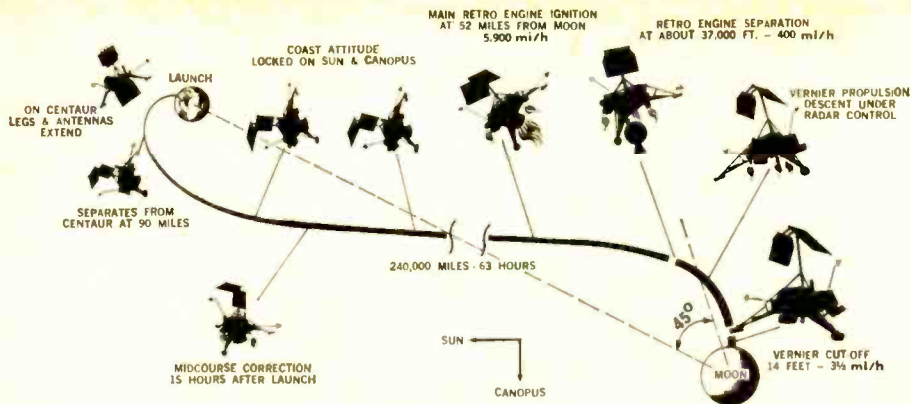 MAIN RETRO ENGINE IGNITION
AT 52 MILES FROM MOON
5,900 mi/h
RETRO ENGINE SEPARATION
AT ABOUT 37,000 FT. – 400 mi/h
COAST ATTITUDE
LOCKED ON SUN & CANOPUS
LAUNCH
VERNIER PROPULSION
DESCENT UNDER
RADAR CONTROL
ON CENTAUR
LEGS & ANTENNAS
EXTEND
SEPARATES FROM
CENTAUR AT 90 MILES
240,000 MILES - 63 HOURS
45°
SUN
MIDCOURSE CORRECTION
15 HOURS AFTER LAUNCH
CANOPUS
MOON
VERNIER CUT OFF
14 FEET – 3½ mi/h